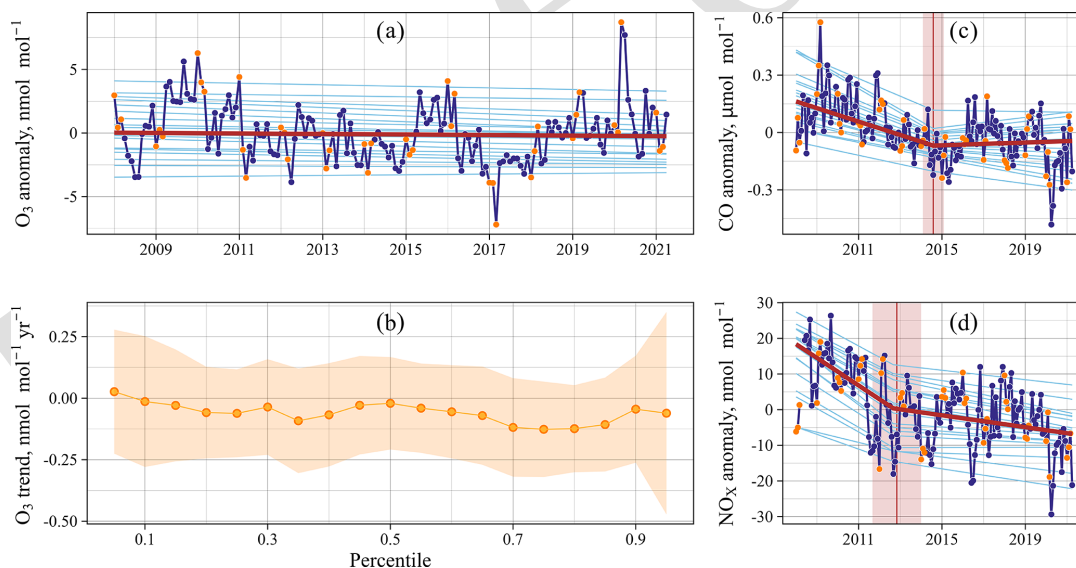 (a)
O₃ anomaly, nmol mol⁻¹
5
0
-5
2009 2011 2013 2015 2017 2019 2021
(c)
CO anomaly, µmol mol⁻¹
0.6
0.3
0
-0.3
2011 2015 2019
(b)
O₃ trend, nmol mol⁻¹ yr⁻¹
0.25
0.00
-0.25
-0.50
0.1 0.3 0.5 0.7 0.9
Percentile
(d)
NOX anomaly, nmol mol⁻¹
30
20
10
0
-10
-20
-30
2011 2015 2019